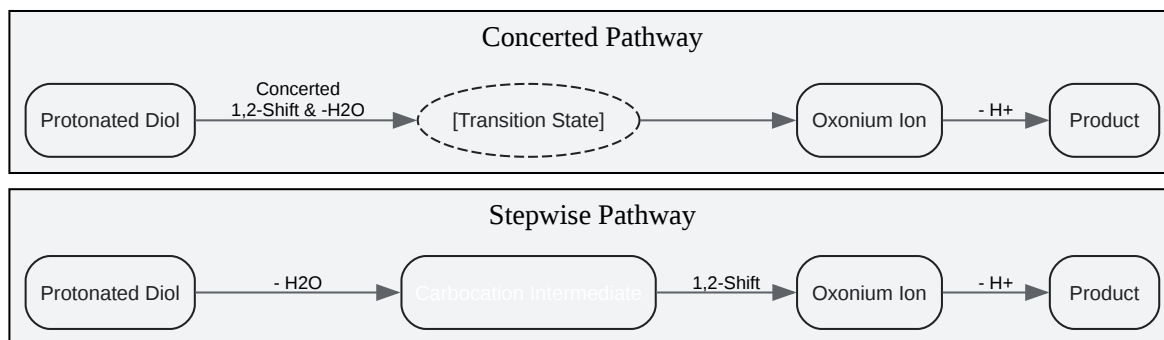 Concerted Pathway
Protonated Diol
Concerted
1,2-Shift & -H2O
[Transition State]
Oxonium Ion
- H+
Product
Stepwise Pathway
Protonated Diol
- H2O
Carbocation Intermediate
1,2-Shift
Oxonium Ion
- H+
Product